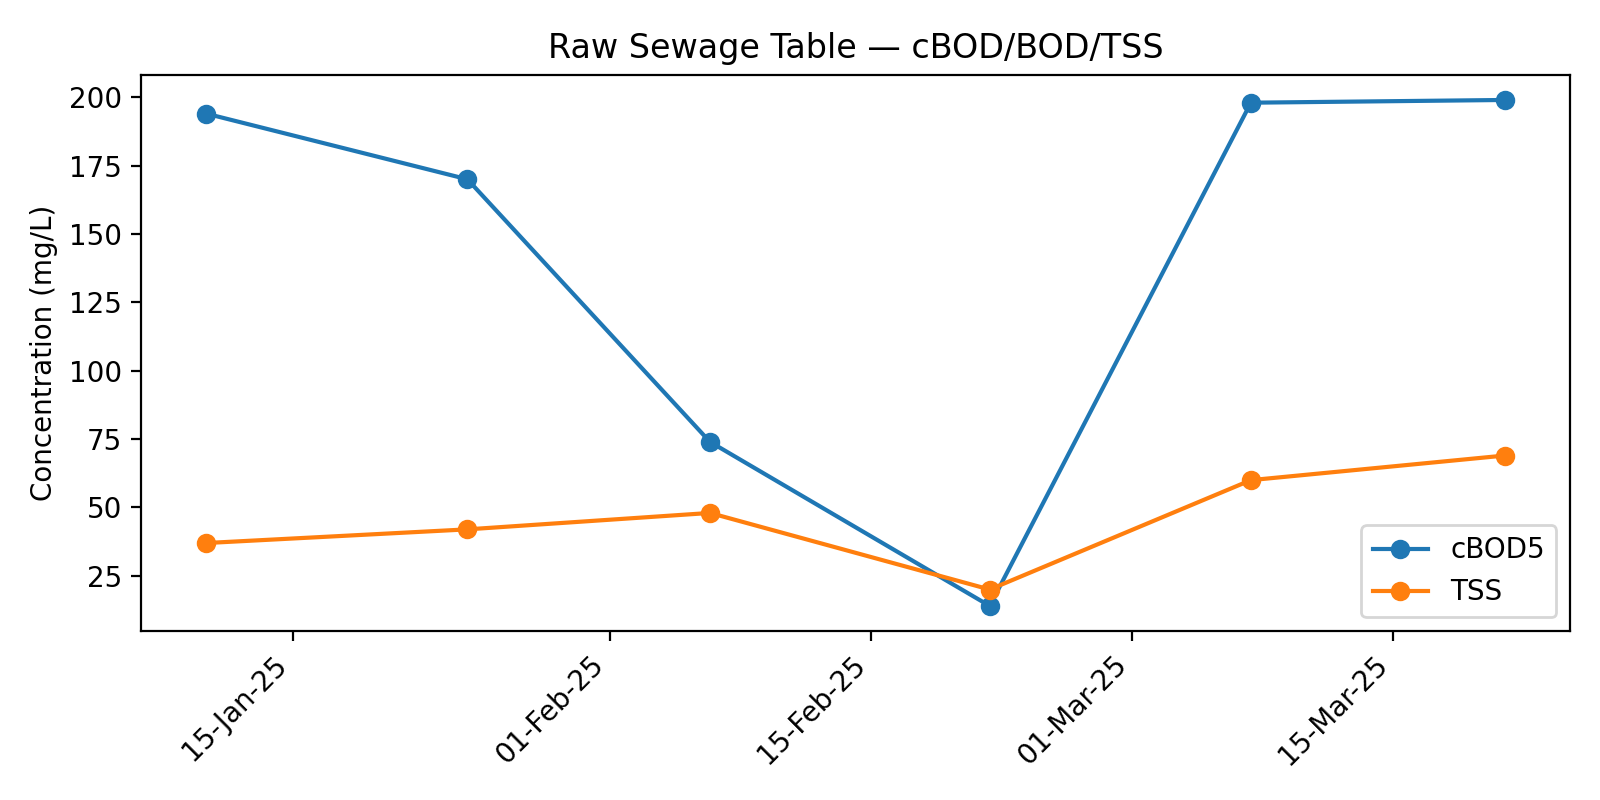 Raw Sewage Table — cBOD/BOD/TSS
200
175
150
125
100
75
50
25
Concentration (mg/L)
cBOD5
TSS
15-Jan-25
01-Feb-25
15-Feb-25
01-Mar-25
15-Mar-25